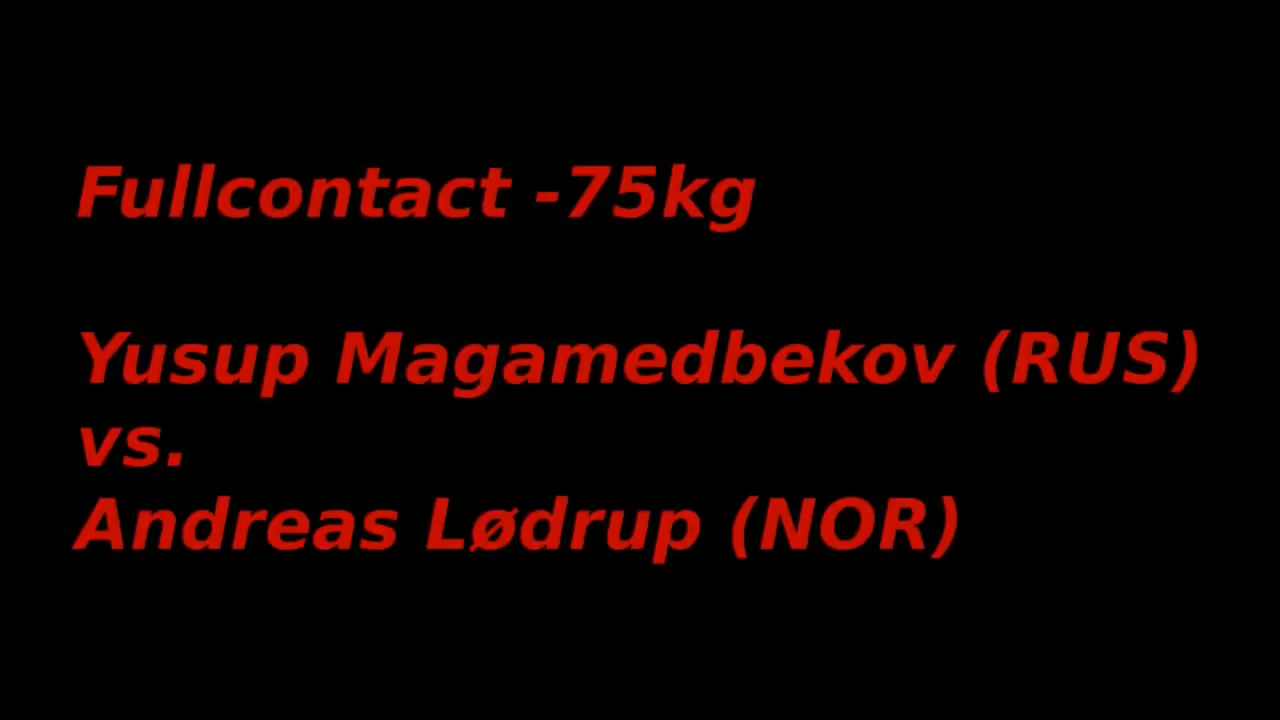 Fullcontact -75kg
Yusup Magamedbekov (RUS)
vs.
Andreas Lødrup (NOR)